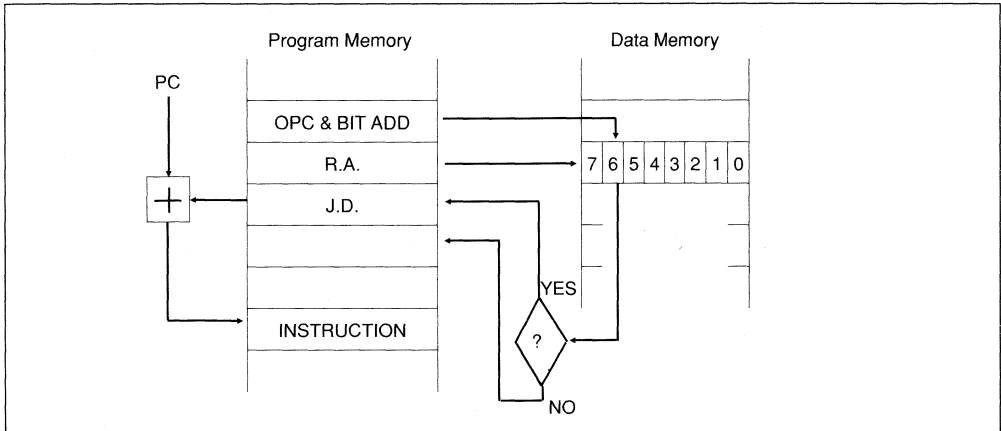 Program Memory Data Memory
PC
OPC & BIT ADD
R.A. 7 6 5 4 3 2 1 0
+
J.D.
YES
INSTRUCTION ?
NO